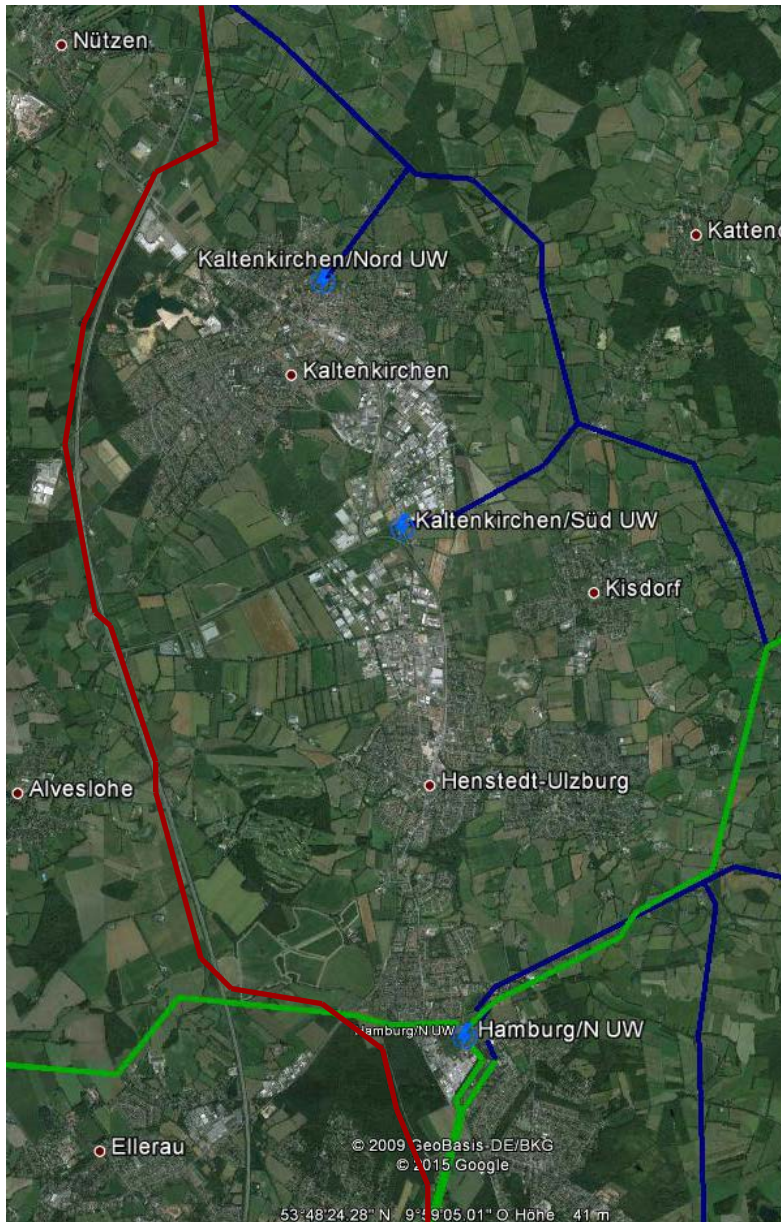 Nützen
Kattend
Kaltenkirchen/Nord UW
Kaltenkirchen
Kaltenkirchen/Süd UW
Kisdorf
Alveslohe
Henstedt-Ulzburg
Hamburg/N UW
Hamburg/N UW
Ellerau
© 2009 GeoBasis-DE/BKG
© 2015 Google
53°48'24.28" N 9°59'05.01" O Höhe 41 m